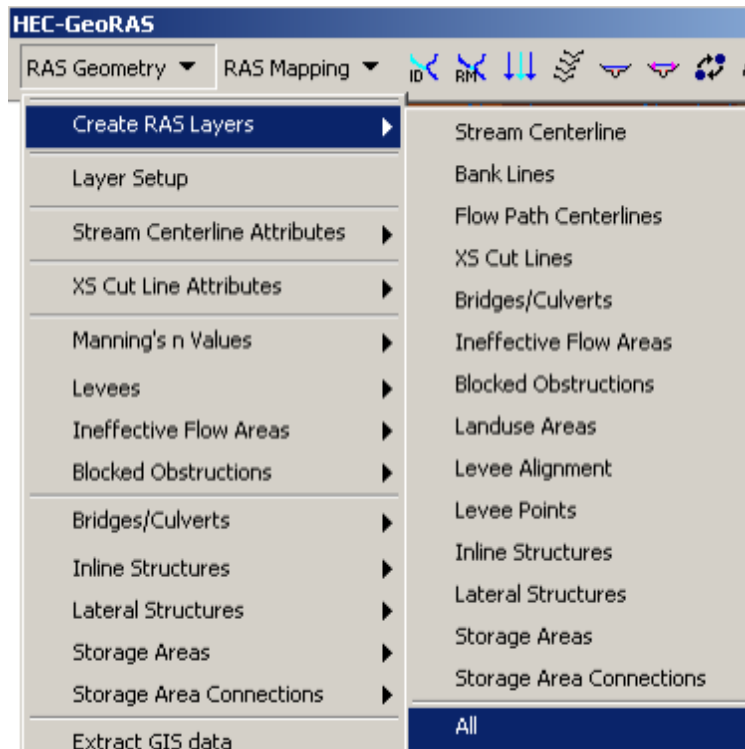 HEC-GeoRAS
RAS Geometry RAS Mapping ID RM
Create RAS Layers
Layer Setup
Stream Centerline Attributes
XS Cut Line Attributes
Manning's n Values
Levees
Ineffective Flow Areas
Blocked Obstructions
Bridges/Culverts
Inline Structures
Lateral Structures
Storage Areas
Storage Area Connections
Extract GIS data
Stream Centerline
Bank Lines
Flow Path Centerlines
XS Cut Lines
Bridges/Culverts
Ineffective Flow Areas
Blocked Obstructions
Landuse Areas
Levee Alignment
Levee Points
Inline Structures
Lateral Structures
Storage Areas
Storage Area Connections
All